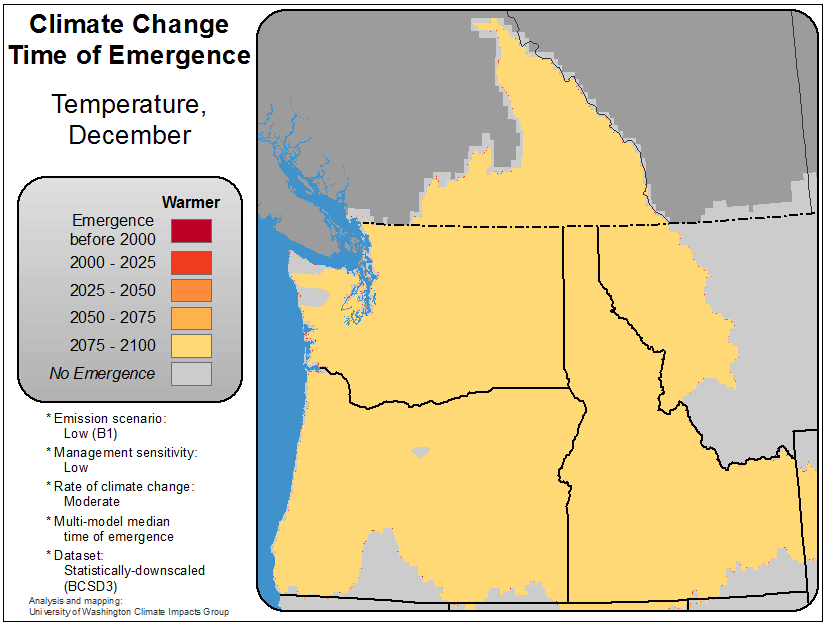 Climate Change
Time of Emergence
Temperature,
December
Warmer
Emergence
before 2000
2000 - 2025
2025 - 2050
2050 - 2075
2075 - 2100
No Emergence
* Emission scenario:
Low (B1)
* Management sensitivity:
Low
* Rate of climate change:
Moderate
* Multi-model median
time of emergence
* Dataset:
Statistically-downscaled
(BCSD3)
Analysis and mapping:
University of Washington Climate Impacts Group